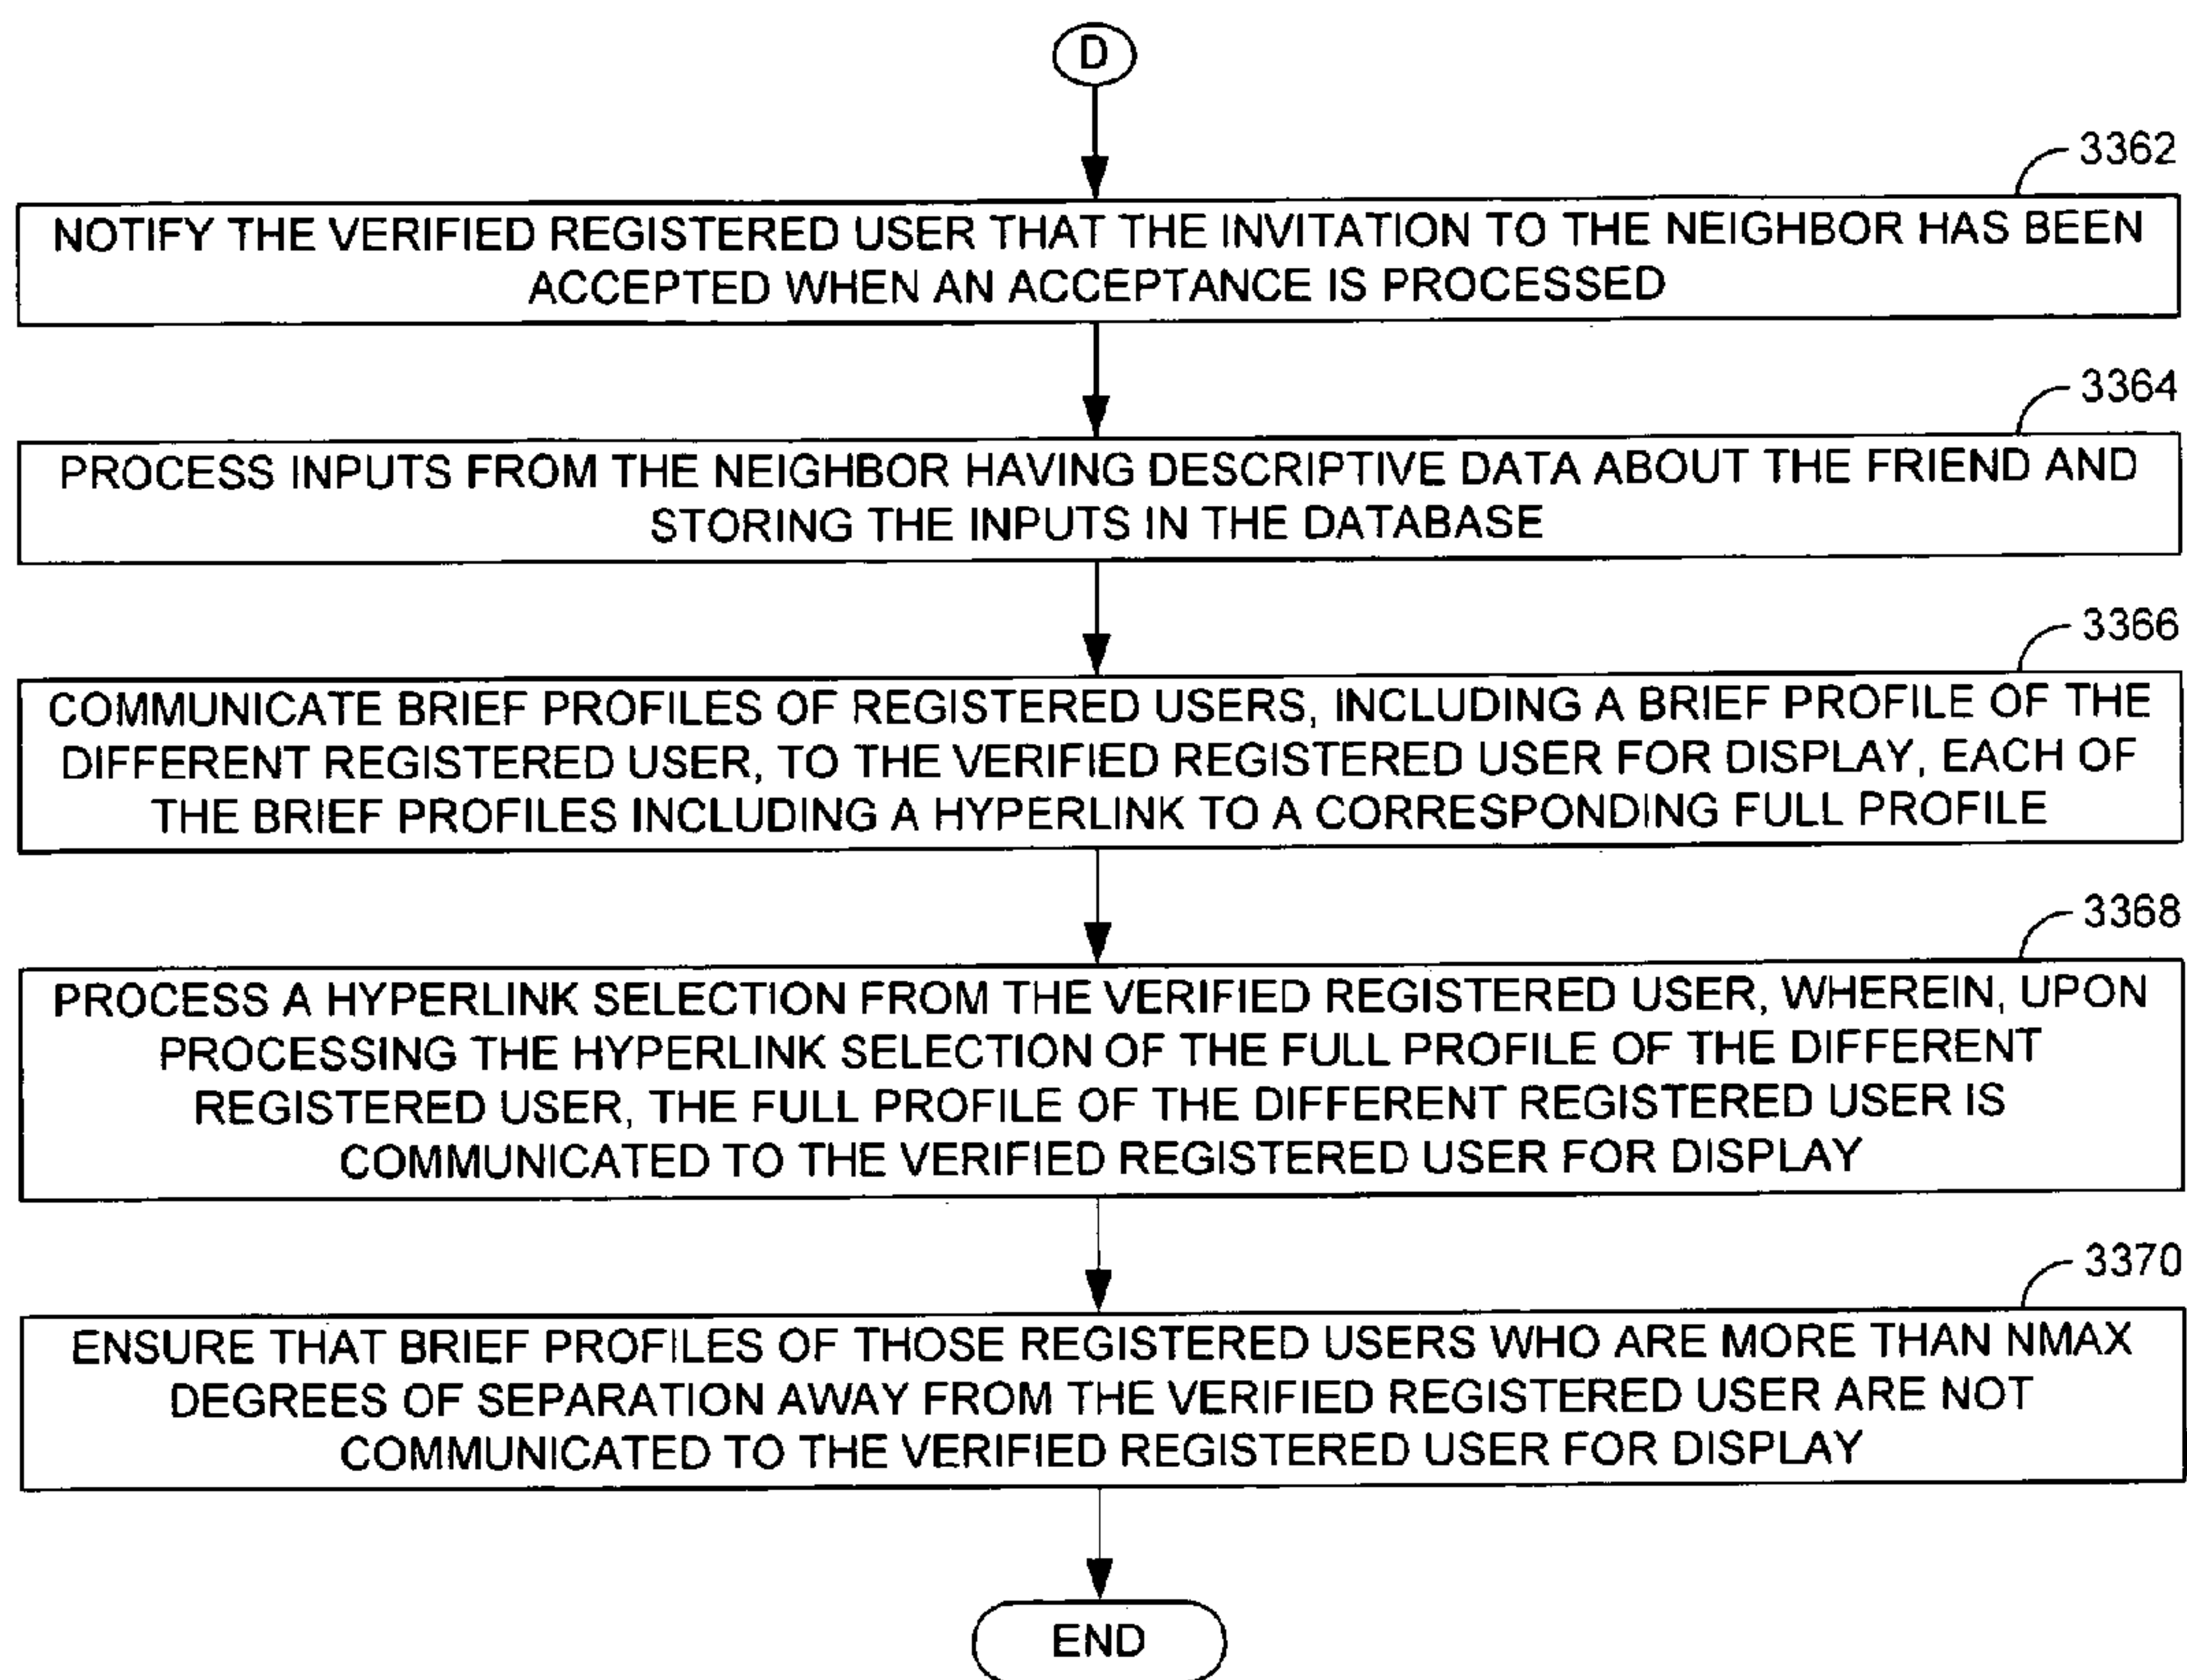 D
3362
NOTIFY THE VERIFIED REGISTERED USER THAT THE INVITATION TO THE NEIGHBOR HAS BEEN
ACCEPTED WHEN AN ACCEPTANCE IS PROCESSED
3364
PROCESS INPUTS FROM THE NEIGHBOR HAVING DESCRIPTIVE DATA ABOUT THE FRIEND AND
STORING THE INPUTS IN THE DATABASE
3366
COMMUNICATE BRIEF PROFILES OF REGISTERED USERS, INCLUDING A BRIEF PROFILE OF THE
DIFFERENT REGISTERED USER, TO THE VERIFIED REGISTERED USER FOR DISPLAY, EACH OF
THE BRIEF PROFILES INCLUDING A HYPERLINK TO A CORRESPONDING FULL PROFILE
3368
PROCESS A HYPERLINK SELECTION FROM THE VERIFIED REGISTERED USER, WHEREIN, UPON
PROCESSING THE HYPERLINK SELECTION OF THE FULL PROFILE OF THE DIFFERENT
REGISTERED USER, THE FULL PROFILE OF THE DIFFERENT REGISTERED USER IS
COMMUNICATED TO THE VERIFIED REGISTERED USER FOR DISPLAY
3370
ENSURE THAT BRIEF PROFILES OF THOSE REGISTERED USERS WHO ARE MORE THAN NMAX
DEGREES OF SEPARATION AWAY FROM THE VERIFIED REGISTERED USER ARE NOT
COMMUNICATED TO THE VERIFIED REGISTERED USER FOR DISPLAY
END